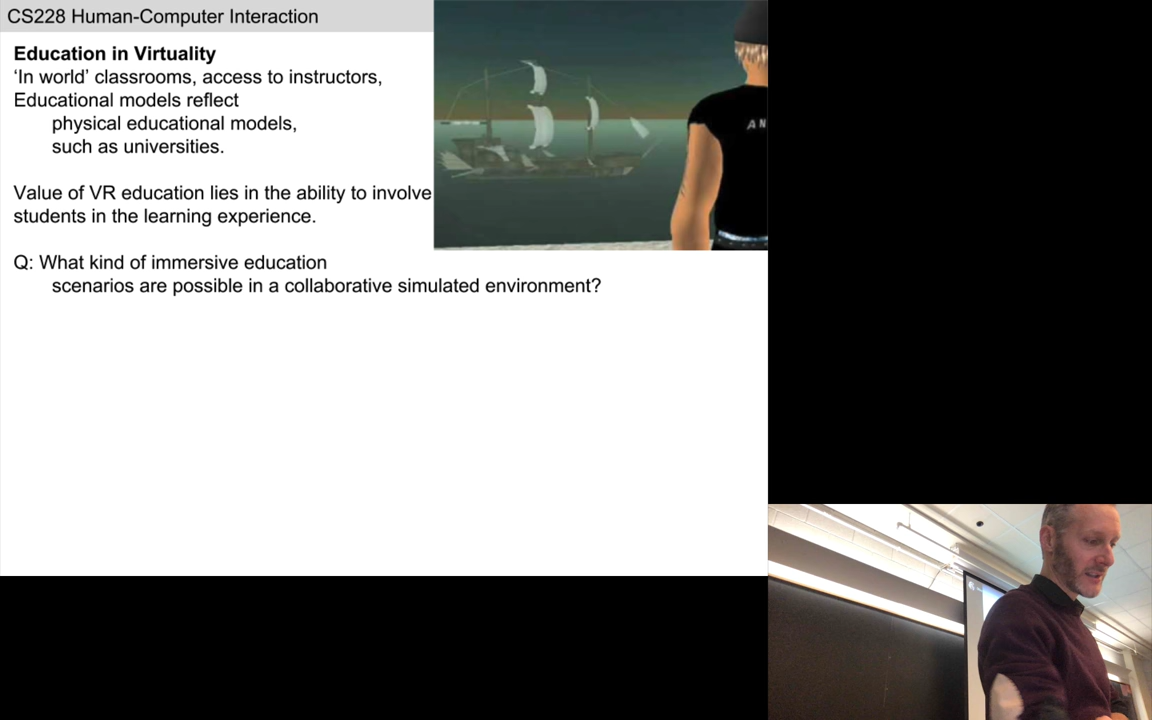 CS228 Human-Computer Interaction
Education in Virtuality
‘In world’ classrooms, access to instructors,
Educational models reflect
physical educational models,
such as universities.
Value of VR education lies in the ability to involve
students in the learning experience.
Q: What kind of immersive education
scenarios are possible in a collaborative simulated environment?
AN